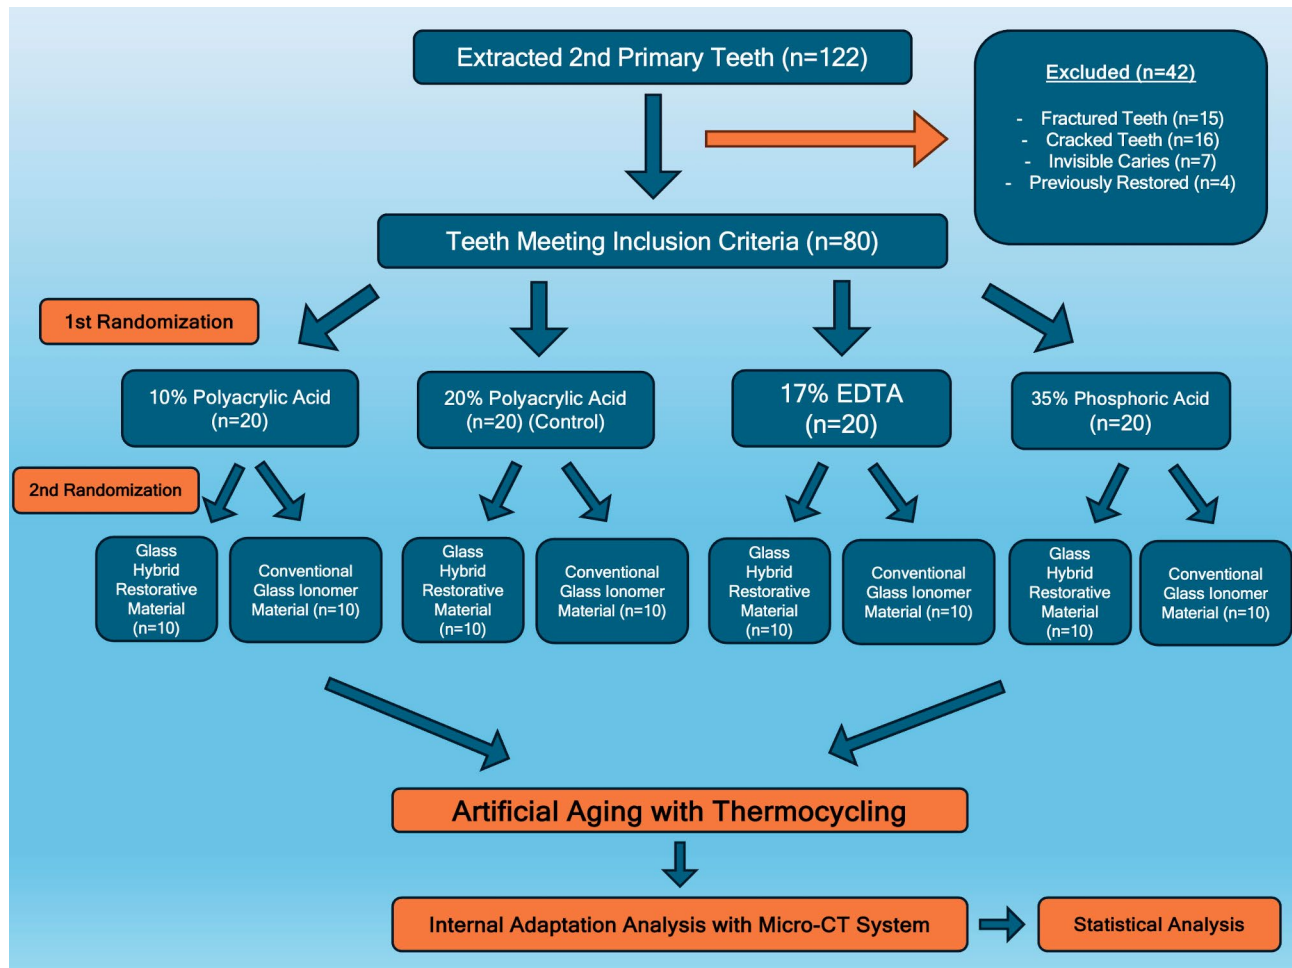 Extracted 2nd Primary Teeth (n=122)
Excluded (n=42)
- Fractured Teeth (n=15)
- Cracked Teeth (n=16)
- Invisible Caries (n=7)
- Previously Restored (n=4)
Teeth Meeting Inclusion Criteria (n=80)
1st Randomization
10% Polyacrylic Acid
(n=20)
20% Polyacrylic Acid
(n=20) (Control)
17% EDTA
(n=20)
35% Phosphoric Acid
(n=20)
2nd Randomization
Glass
Hybrid
Restorative
Material
(n=10)
Conventional
Glass Ionomer
Material (n=10)
Glass
Hybrid
Restorative
Material
(n=10)
Conventional
Glass Ionomer
Material (n=10)
Glass
Hybrid
Restorative
Material
(n=10)
Conventional
Glass Ionomer
Material (n=10)
Glass
Hybrid
Restorative
Material
(n=10)
Conventional
Glass Ionomer
Material (n=10)
Artificial Aging with Thermocycling
Internal Adaptation Analysis with Micro-CT System
Statistical Analysis